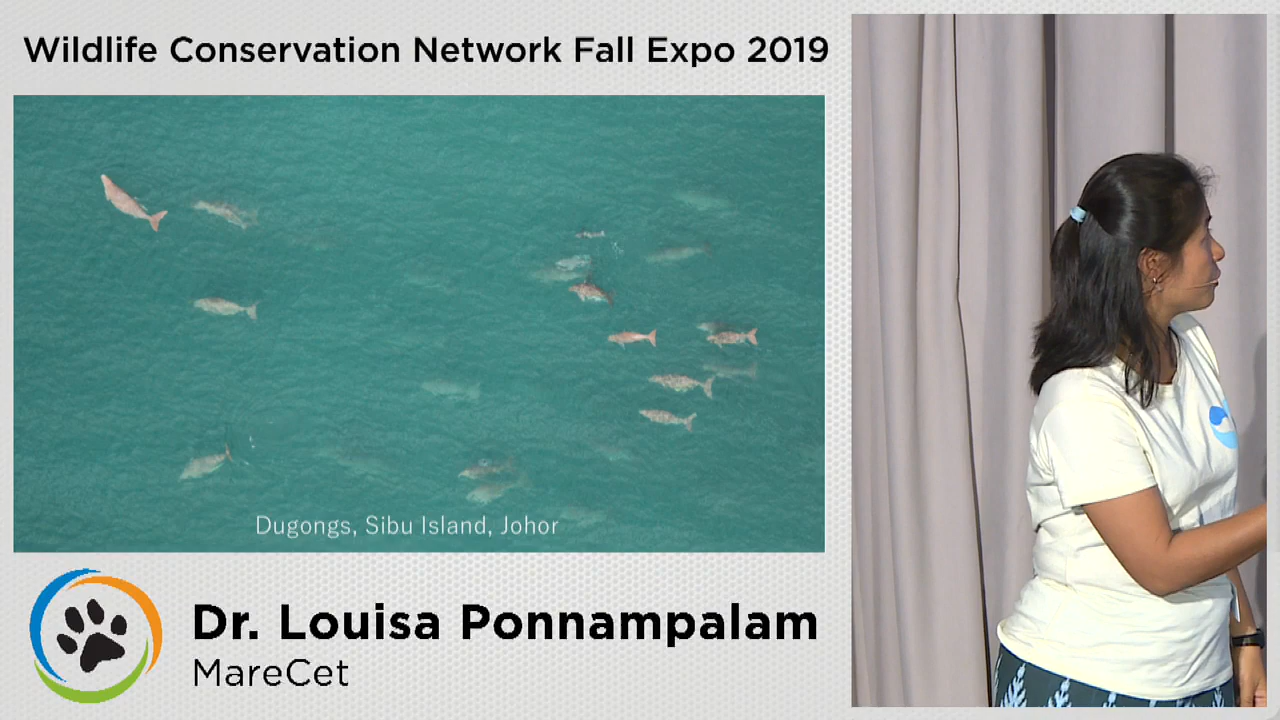 Wildlife Conservation Network Fall Expo 2019
Dugongs, Sibu Island, Johor
Dr. Louisa Ponnampalam
MareCet